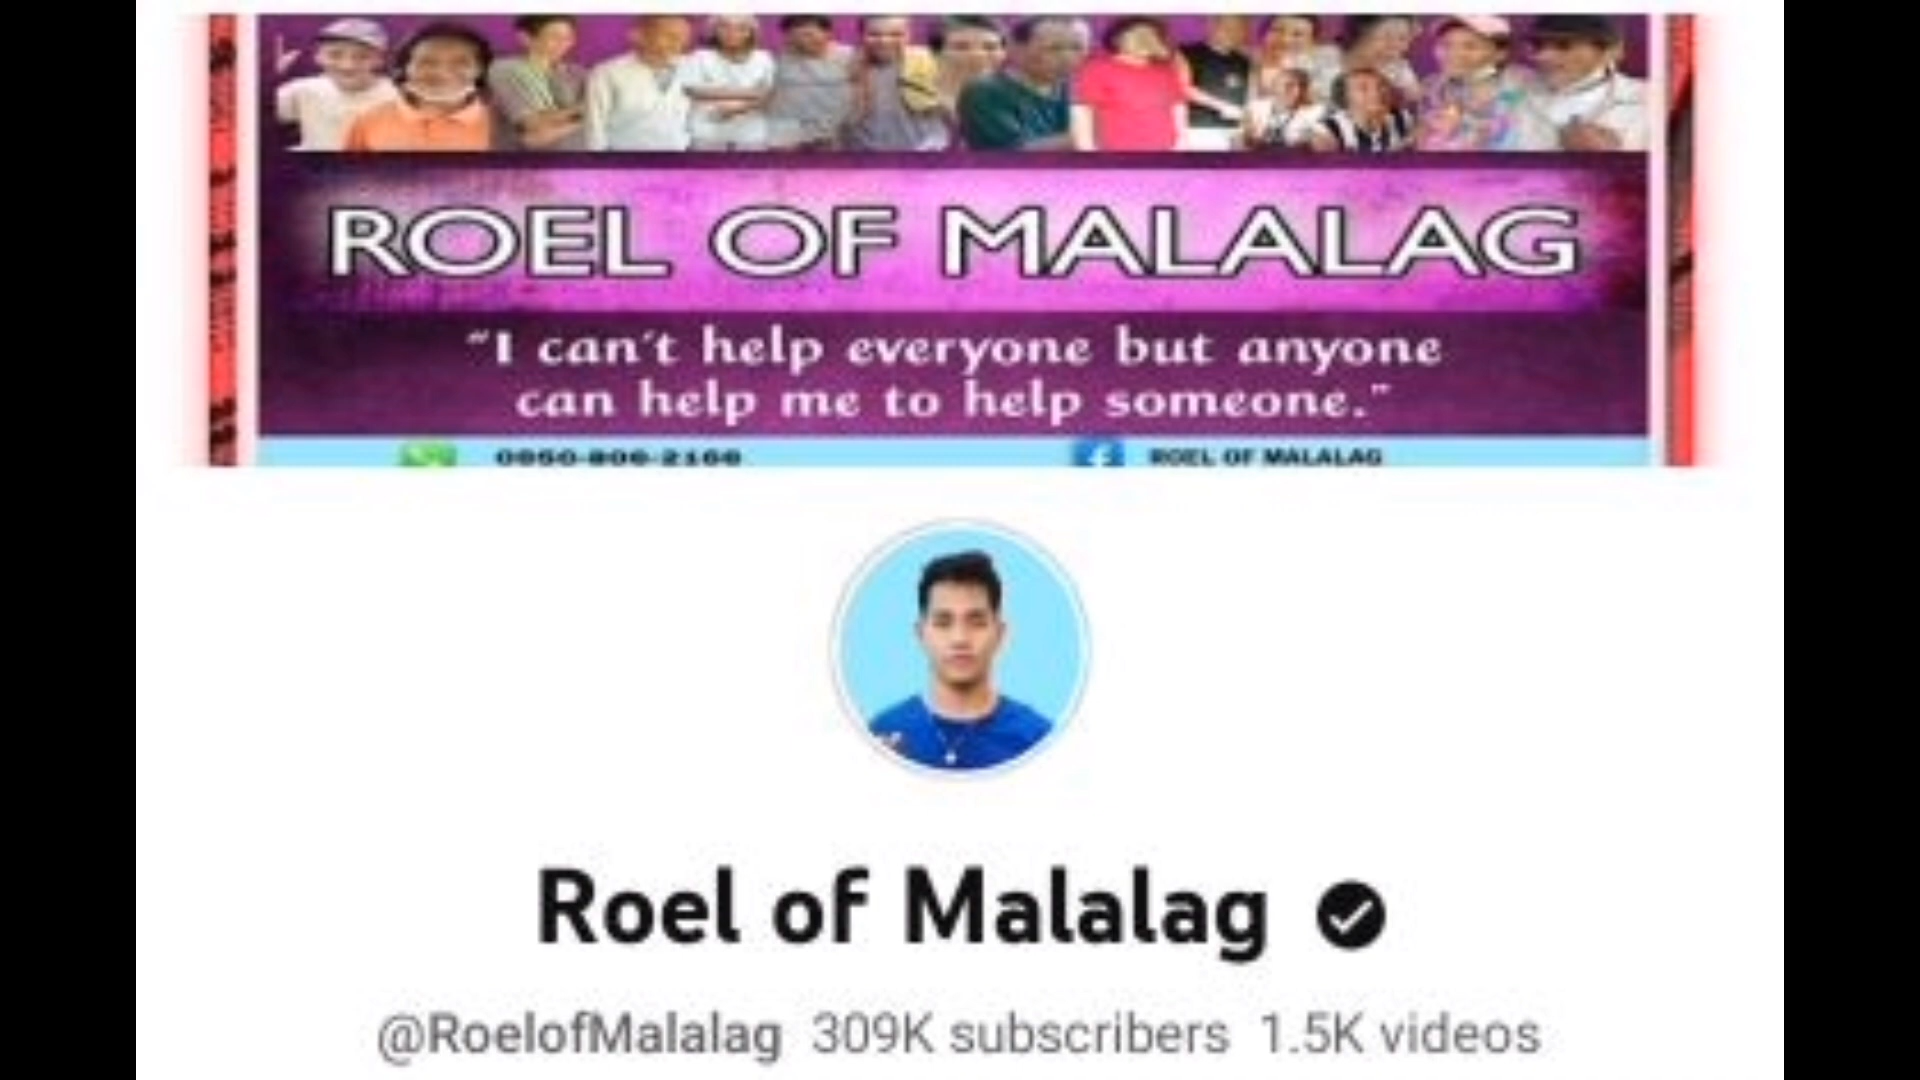 ROEL OF MALALAG
"I can't help everyone but anyone
can help me to help someone."
ROEL OF MALALAG
Roel of Malalag
@RoelofMalalag 309K subscribers 1.5K videos